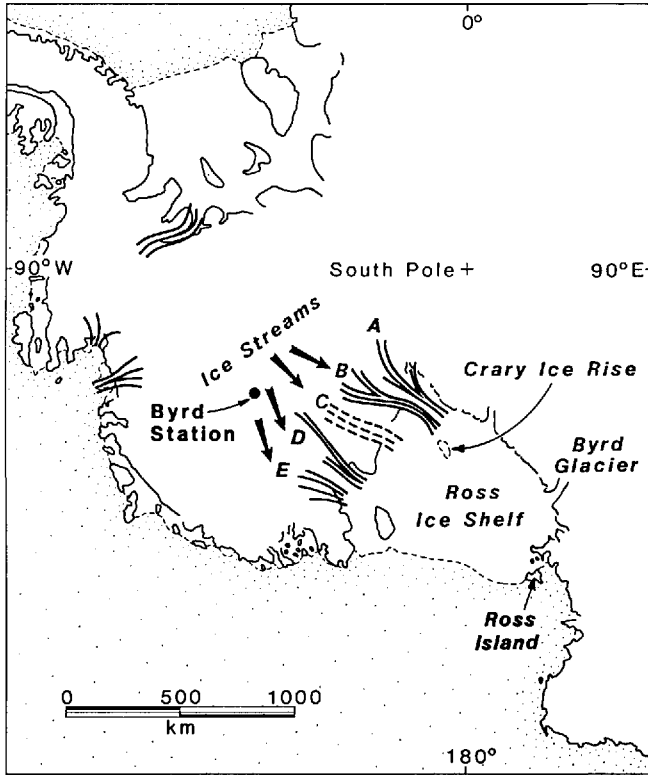 0°
90°W
South Pole
90°E
Ice Streams
A
B
C
D
E
Crary Ice Rise
Byrd
Station
Byrd
Glacier
Ross
Ice Shelf
Ross
Island
0 500 1000
km
180°